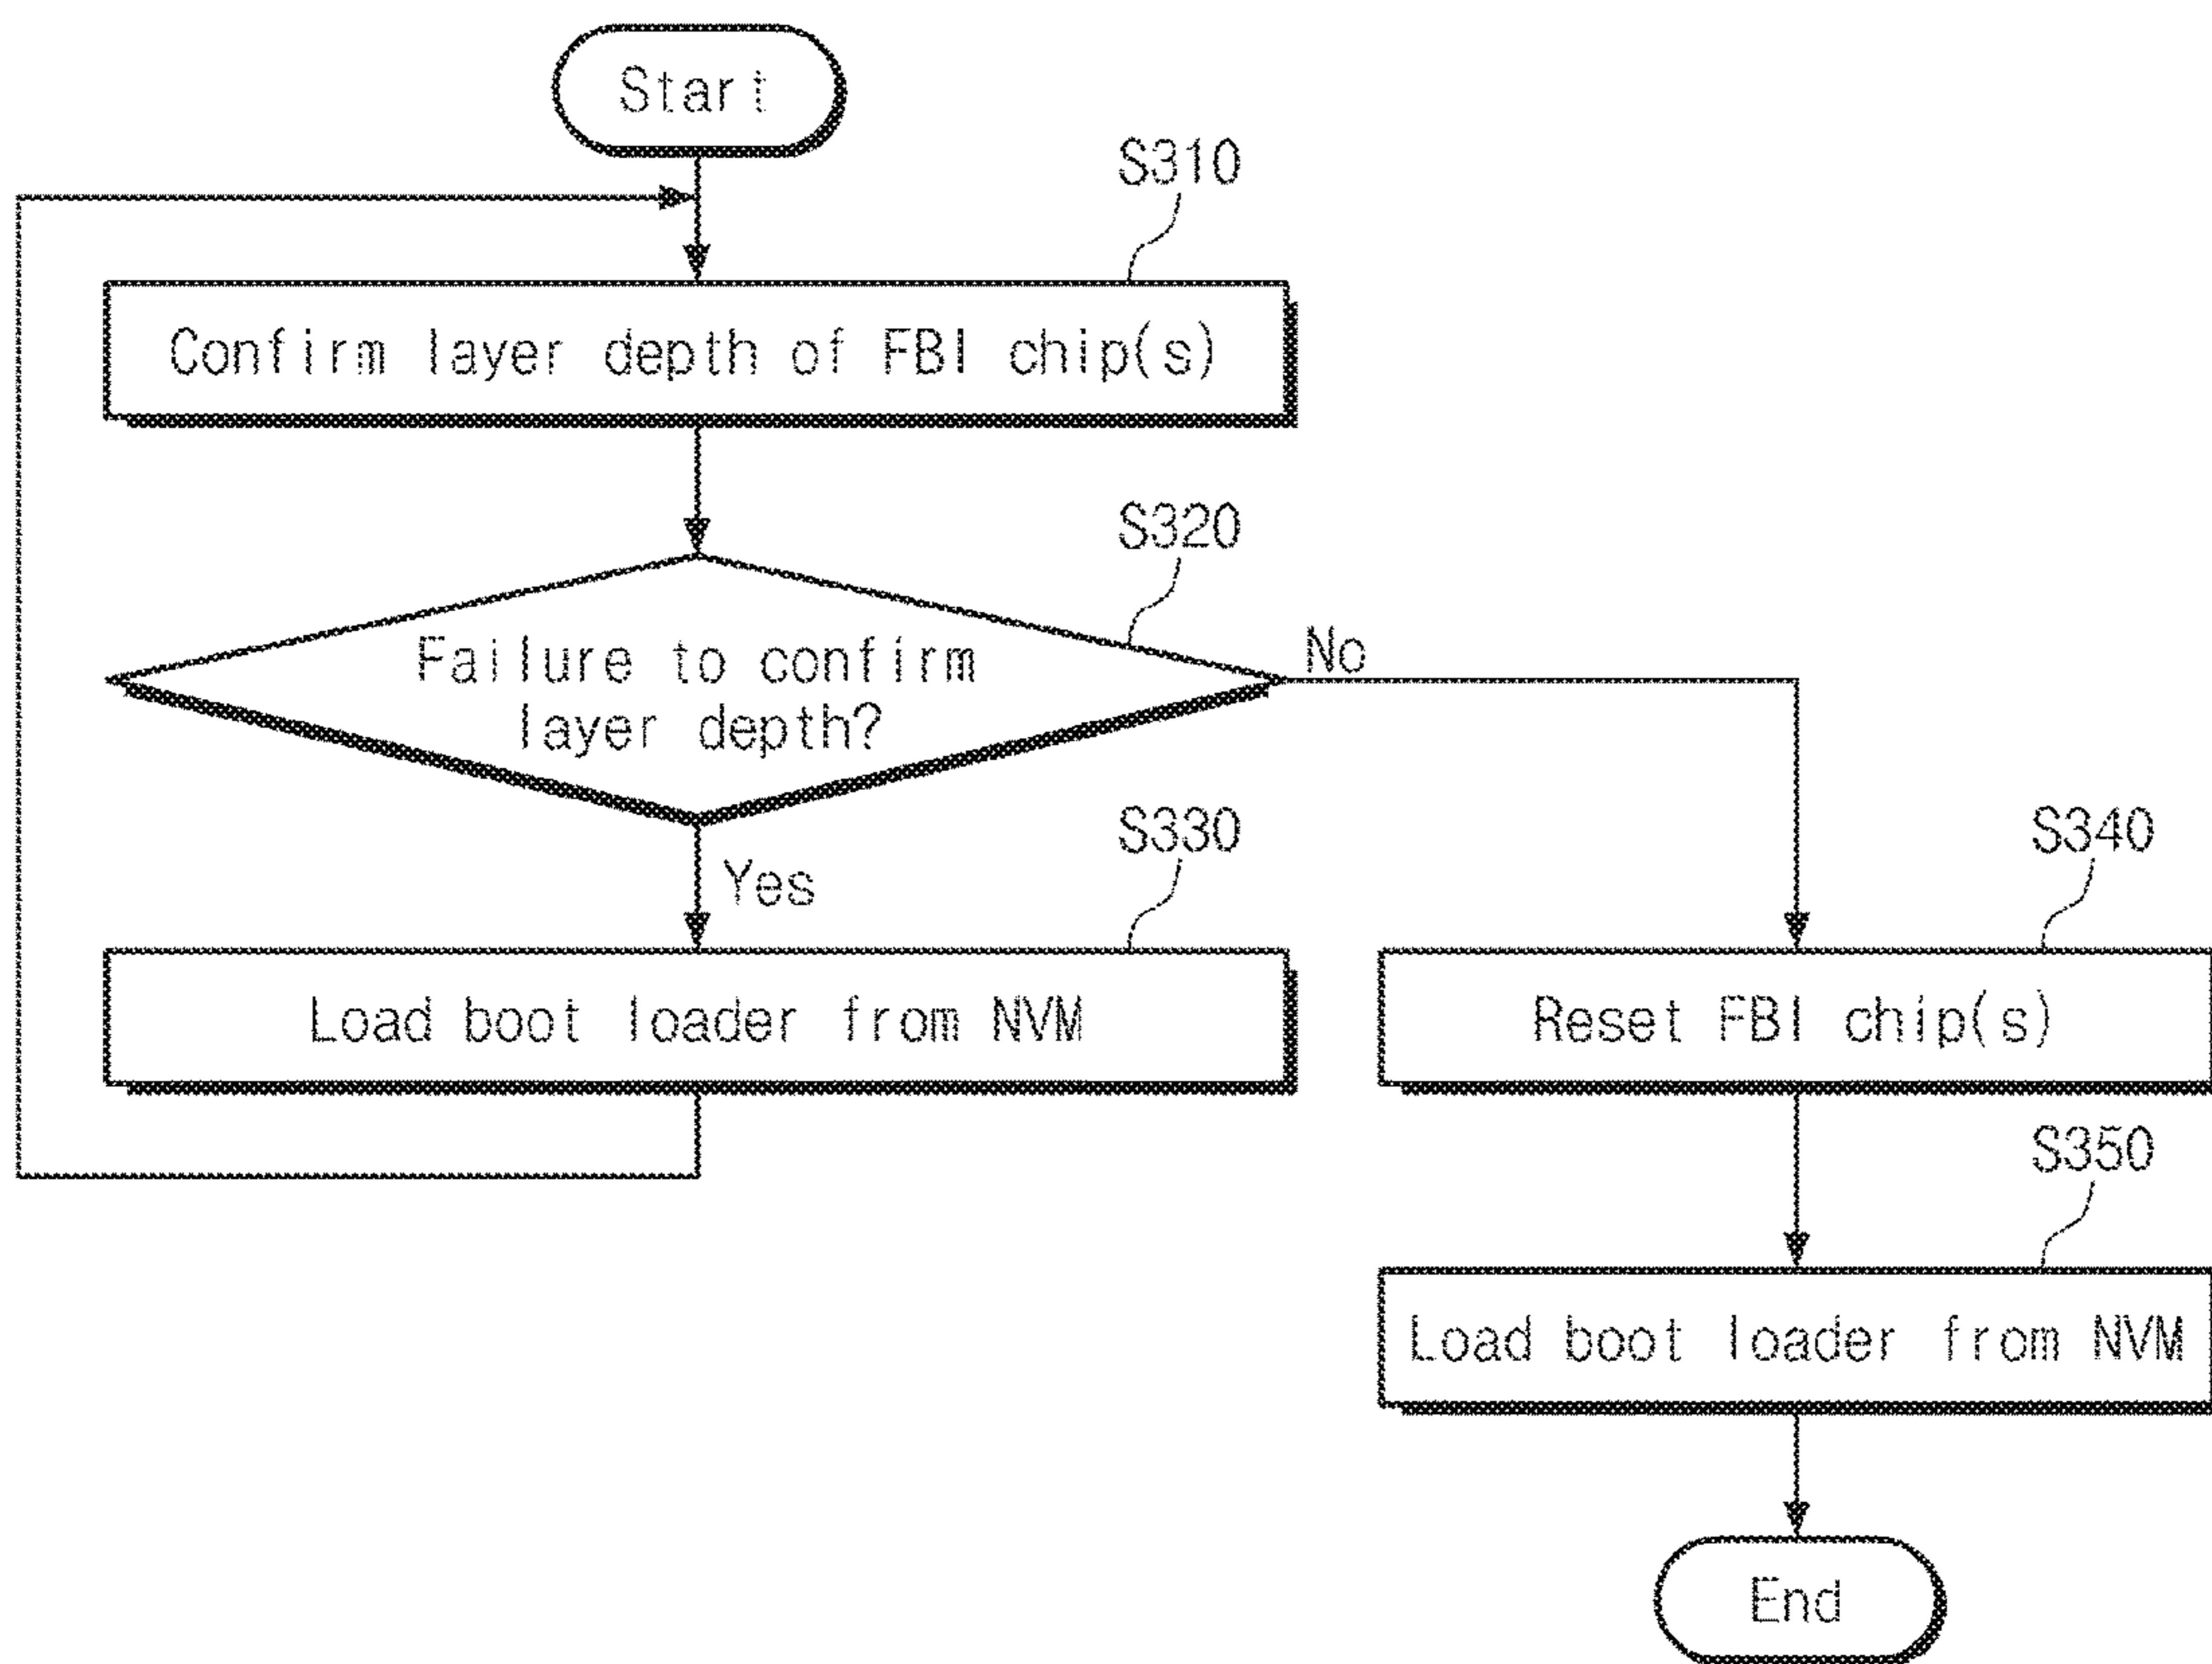 Start
S310
Confirm layer depth of FBI chip(s)
S320
Failure to confirm
layer depth?
No
Yes
S330
Load boot loader from NVM
S340
Reset FBI chip(s)
S350
Load boot loader from NVM
End